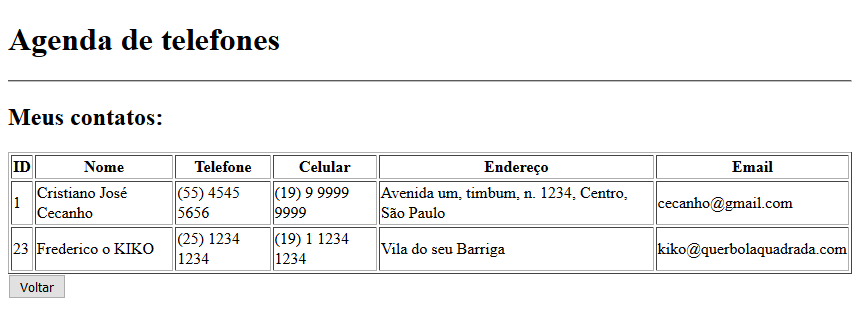 Agenda de telefones
Meus contatos:
ID Nome Telefone Celular Endereço Email
1 Cristiano José Cecanho (55) 4545 5656 (19) 9 9999 9999 Avenida um, timbum, n. 1234, Centro, São Paulo cecanho@gmail.com
23 Frederico o KIKO (25) 1234 1234 (19) 1 1234 1234 Vila do seu Barriga kiko@querbolaquadrada.com
Voltar